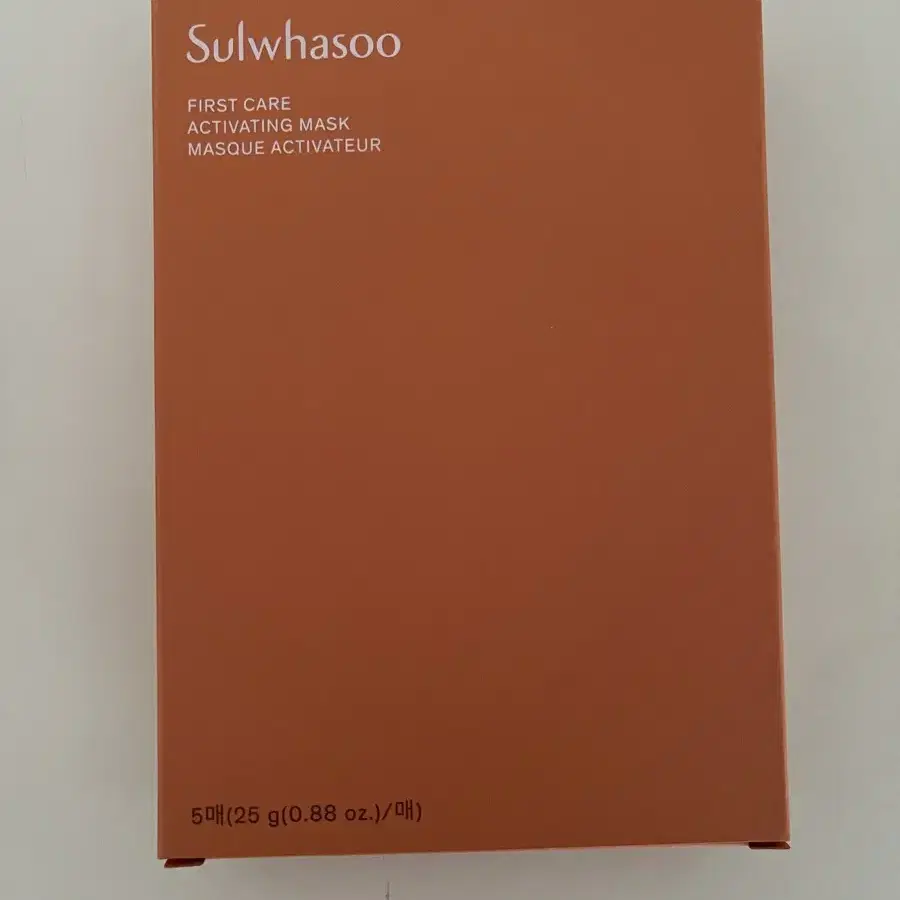 Sulwhasoo
FIRST CARE
ACTIVATING MASK
MASQUE ACTIVATEUR
5매(25 g(0.88 oz.)/매)